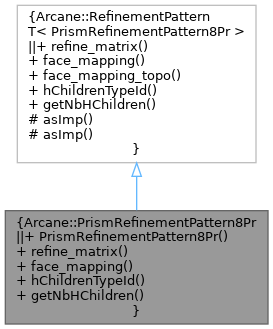 {Arcane::RefinementPattern
T< PrismRefinementPattern8Pr >
||+ refine_matrix()
+ face_mapping()
+ face_mapping_topo()
+ hChildrenTypeId()
+ getNbHChildren()
# asImp()
# asImp()
}
{Arcane::PrismRefinementPattern8Pr
||+ PrismRefinementPattern8Pr()
+ refine_matrix()
+ face_mapping()
+ hChildrenTypeId()
+ getNbHChildren()
}